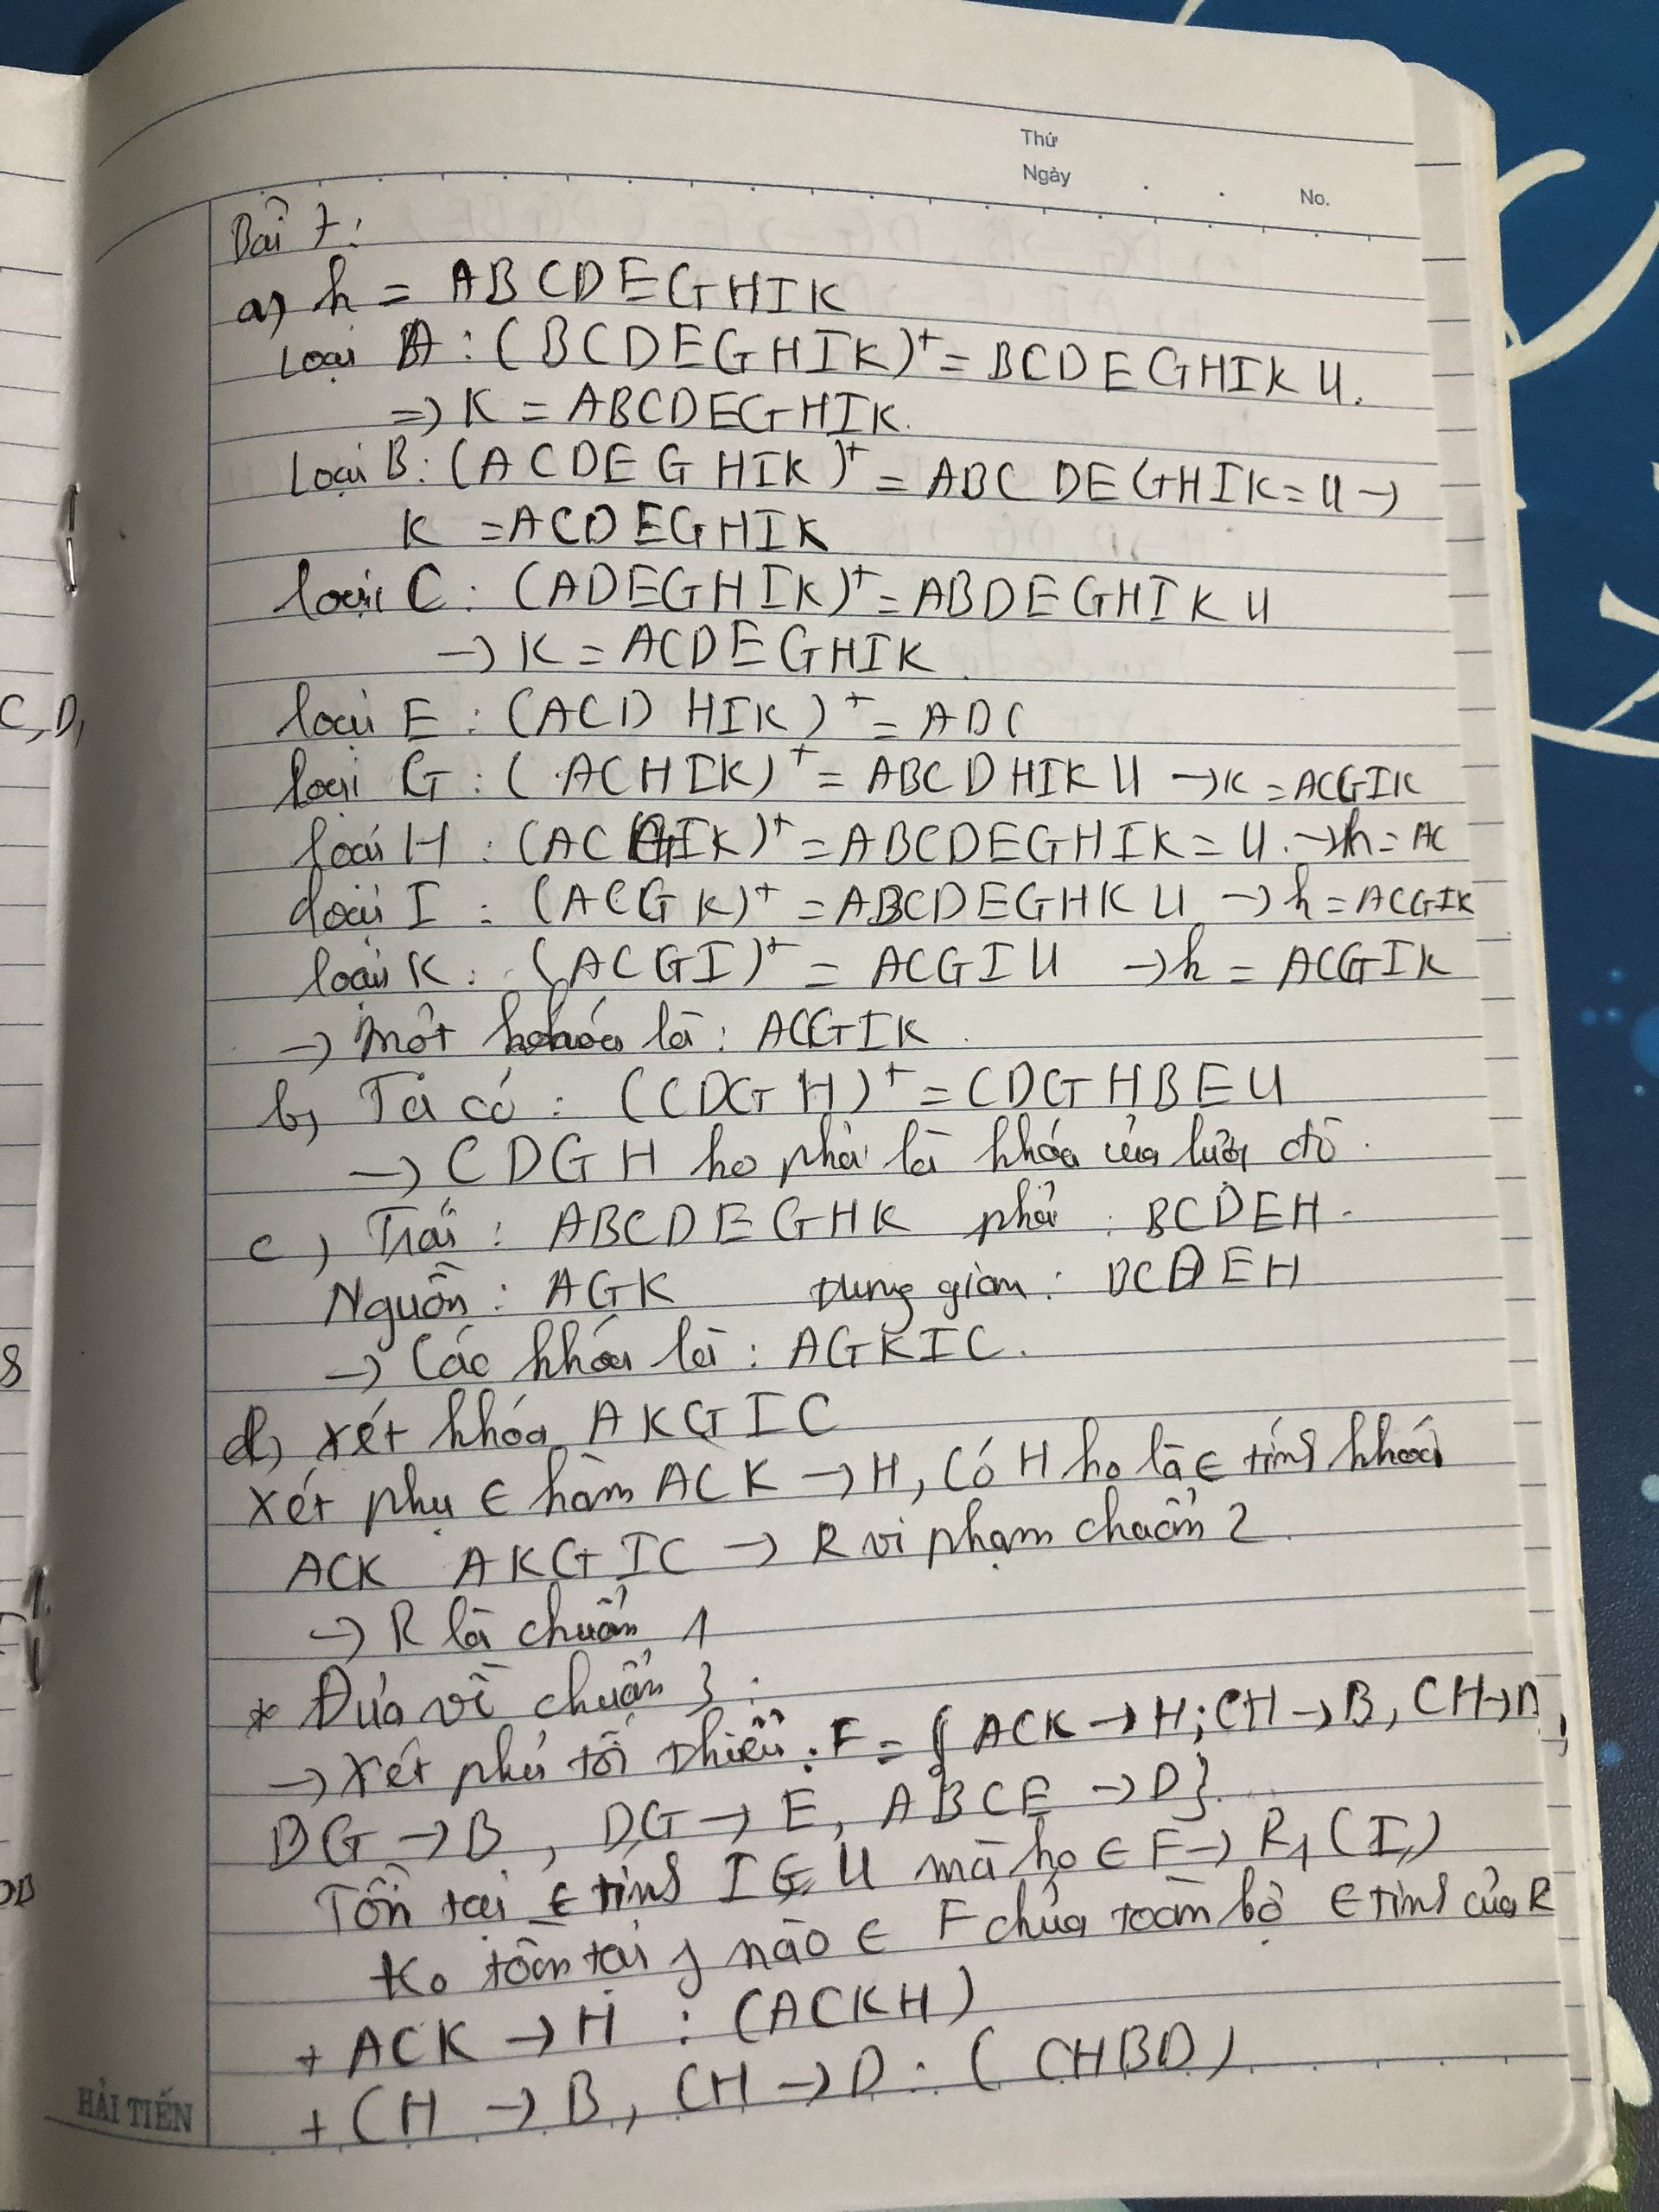 Thứ
Ngày
No.
Bài 7:
a) k = ABCDEGHIK
Loại A : (BCDEGHIK)⁺ = BCDEGHIK U.
=) K = ABCDEGHIK.
Loại B : (ACDEGHIK)⁺ = ABCDEGHIK = U →
K = ACDEGHIK
loại C : (ADEGHIK)⁺ = ABDEGHIK U
→ K = ACDEGHIK.
loại E : (ACD HIK)⁺ = ADC
loại G : (ACHIK)⁺ = ABCDHIK U → K = ACGIK
loại H : (ACGIK)⁺ = ABCDEGHIK = U. → k = AC
loại I : (ACGK)⁺ = ABCDEGHK U → k = ACGIK
loại K : (ACGI)⁺ = ACGI U → k = ACGIK
→ Một khóa là : ACGIK.
b, Ta có : (CDGH)⁺ = CDGHBE U
→ CDGH ko phải là khóa của lược đồ.
c, Trái : ABCDEGHK phải : BCDEH.
Nguồn : AGK trung gian : BCDEH
→ Các khóa là : AGKIC.
d, xét khóa AKGIC
xét phụ ∈ hàm ACK → H, Có H ko là ∈ tính khóa
ACK AKGIC → R vi phạm chuẩn 2.
→ R là chuẩn 1
* Đưa về chuẩn 3 :
→ Xét phủ tối thiểu : F = { ACK → H; CH → B, CH → D,
DG → B, DG → E, ABCE → D}.
Tồn tại ∈ tính I ∈ U mà ko ∈ F → R1 (I)
Ko tồn tại f nào ∈ F chứa toàn bộ ∈ tính của R
+ ACK → H : (ACKH)
+ CH → B, CH → D : (CHBD)
HẢI TIẾN
C, D,
8